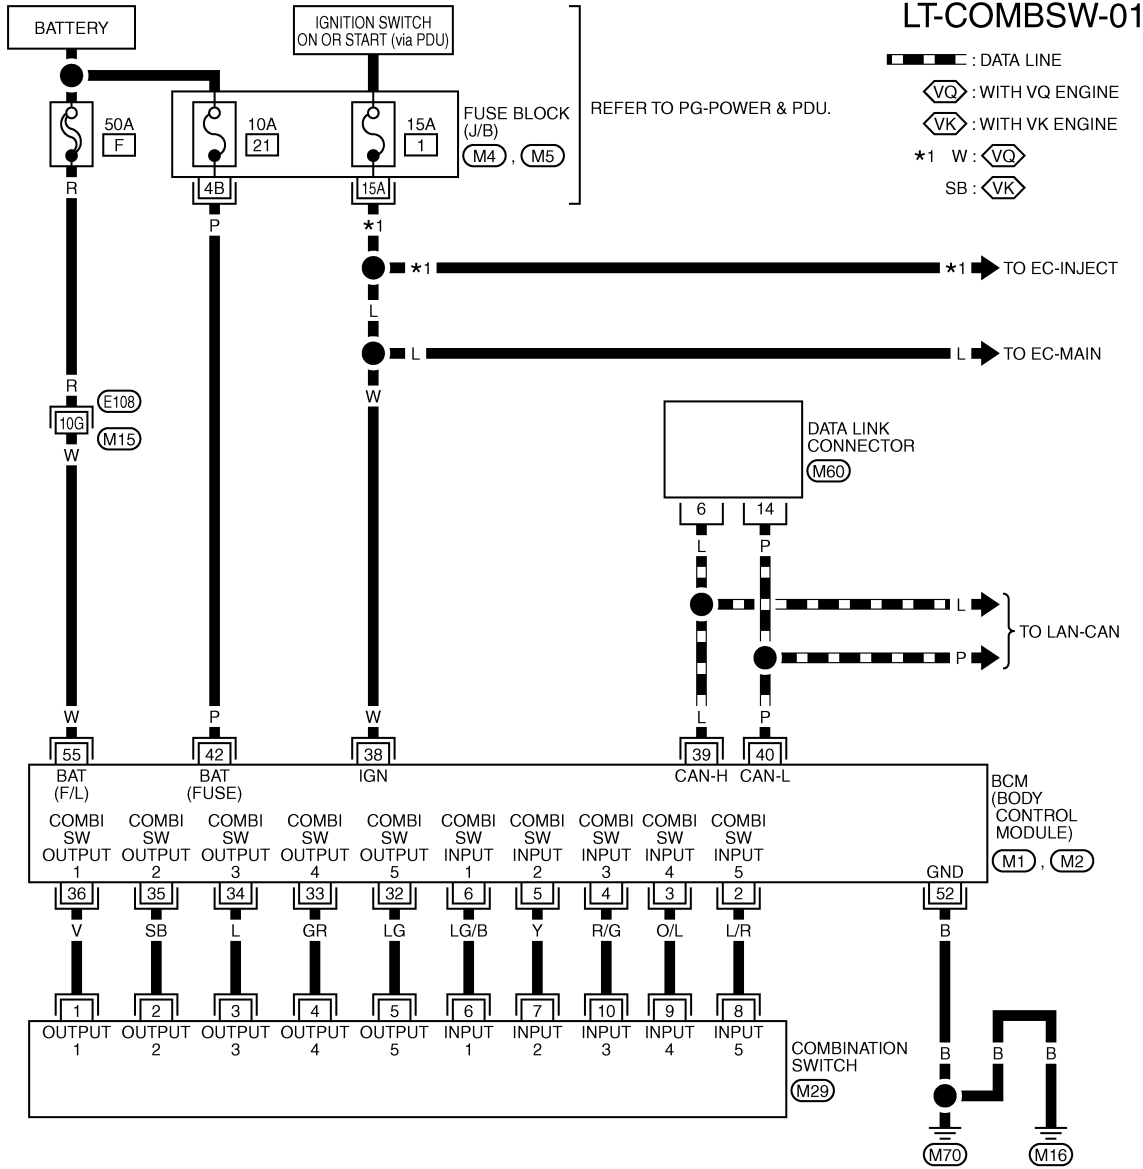 LT-COMBSW-01
BATTERY
IGNITION SWITCH
ON OR START (via PDU)
: DATA LINE
VQ : WITH VQ ENGINE
VK : WITH VK ENGINE
*1 W : VQ
SB : VK
50A
F
10A
21
15A
1
FUSE BLOCK
(J/B)
M4 , M5
REFER TO PG-POWER & PDU.
R
4B
15A
P
*1
*1 *1 TO EC-INJECT
L
L L TO EC-MAIN
R
W
E108
10G
M15
W
DATA LINK
CONNECTOR
M60
6 14
L P
L
TO LAN-CAN
P
W P W L P
55 42 38 39 40
BAT
(F/L)
BAT
(FUSE)
IGN
CAN-H CAN-L
BCM
(BODY
CONTROL
MODULE)
M1 , M2
COMBI COMBI COMBI COMBI COMBI COMBI COMBI COMBI COMBI COMBI
SW SW SW SW SW SW SW SW SW SW
OUTPUT OUTPUT OUTPUT OUTPUT OUTPUT INPUT INPUT INPUT INPUT INPUT
1 2 3 4 5 1 2 3 4 5
GND
36 35 34 33 32 6 5 4 3 2 52
V SB L GR LG LG/B Y R/G O/L L/R B
1 2 3 4 5 6 7 10 9 8
OUTPUT OUTPUT OUTPUT OUTPUT OUTPUT INPUT INPUT INPUT INPUT INPUT
1 2 3 4 5 1 2 3 4 5
COMBINATION
SWITCH
M29
B B B
M70 M16